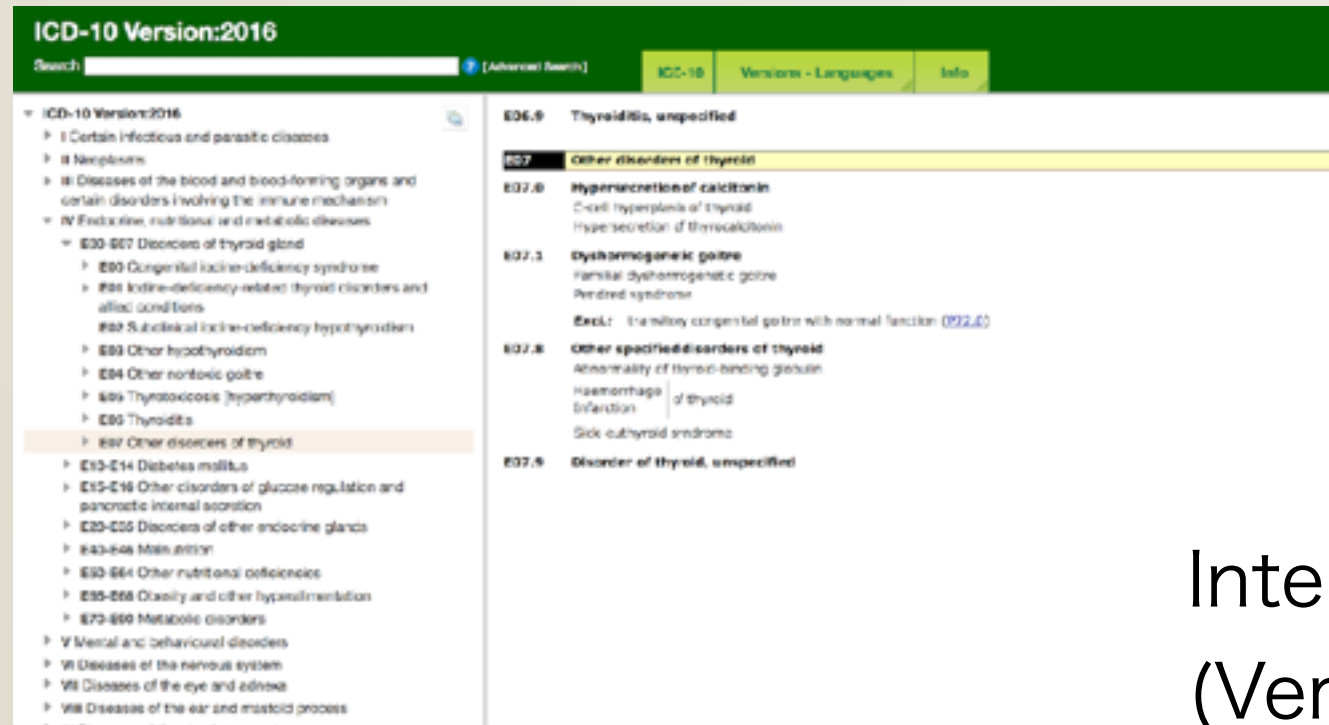 ICD-10 Version:2016
Search
? [Advanced Search]
ICD-10
Versions - Languages
Info
ICD-10 Version:2016
I Certain infectious and parasitic diseases
II Neoplasms
III Diseases of the blood and blood-forming organs and
certain disorders involving the immune mechanism
IV Endocrine, nutritional and metabolic diseases
E00-E07 Disorders of thyroid gland
E00 Congenital iodine-deficiency syndrome
E01 Iodine-deficiency-related thyroid disorders and
allied conditions
E02 Subclinical iodine-deficiency hypothyroidism
E03 Other hypothyroidism
E04 Other nontoxic goitre
E05 Thyrotoxicosis [hyperthyroidism]
E06 Thyroiditis
E07 Other disorders of thyroid
E10-E14 Diabetes mellitus
E15-E16 Other disorders of glucose regulation and
pancreatic internal secretion
E20-E35 Disorders of other endocrine glands
E40-E46 Malnutrition
E50-E64 Other nutritional deficiencies
E65-E68 Obesity and other hyperalimentation
E70-E90 Metabolic disorders
V Mental and behavioural disorders
VI Diseases of the nervous system
VII Diseases of the eye and adnexa
VIII Diseases of the ear and mastoid process
E06.9 Thyroiditis, unspecified
E07 Other disorders of thyroid
E07.0 Hypersecretion of calcitonin
C-cell hyperplasia of thyroid
Hypersecretion of thyrocalcitonin
E07.1 Dyshormogenetic goitre
Familial dyshormogenetic goitre
Pendred syndrome
Excl.: transitory congenital goitre with normal function (P72.0)
E07.8 Other specified disorders of thyroid
Abnormality of thyroid-binding globulin
Haemorrhage
Infarction
of thyroid
Sick-euthyroid syndrome
E07.9 Disorder of thyroid, unspecified
Inte
(Ver